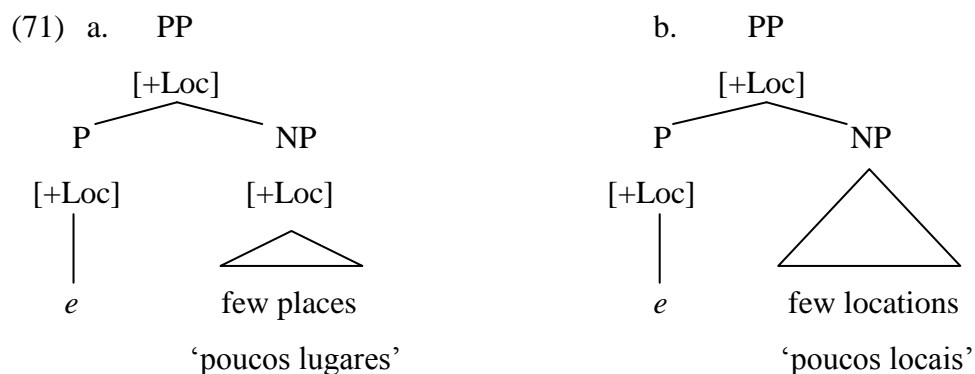 (71) a. PP b. PP
[+Loc] [+Loc]
P NP P NP
[+Loc] [+Loc] [+Loc]
e few places e few locations
‘poucos lugares’ ‘poucos locais’